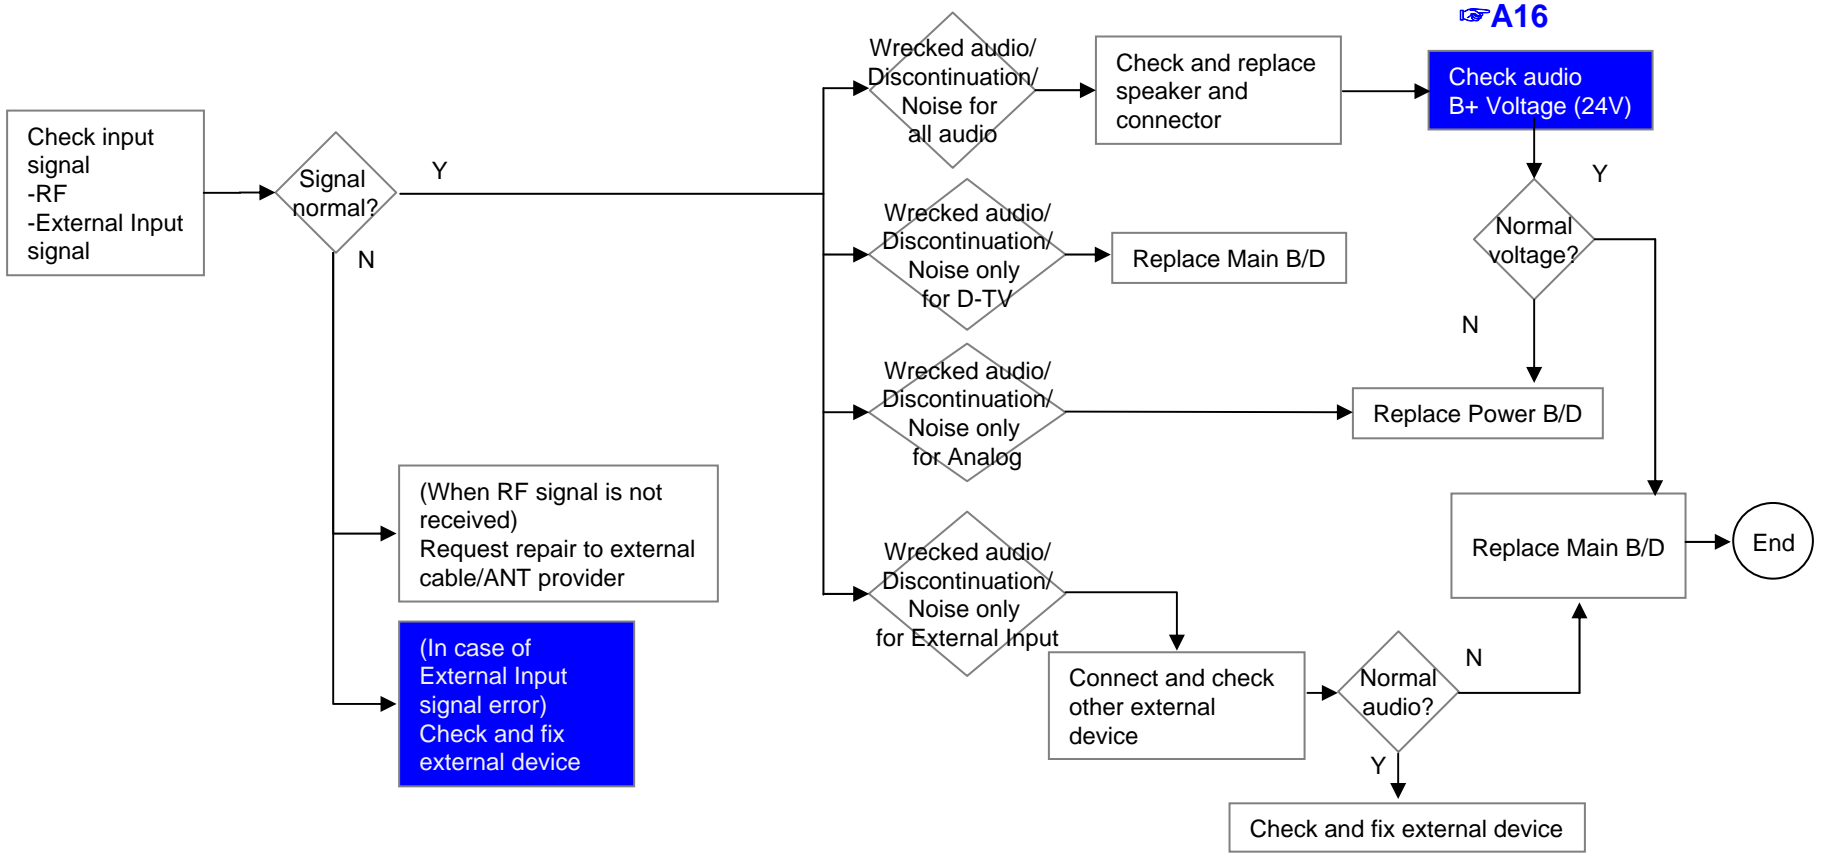 ☞A16
Check input
signal
-RF
-External Input
signal
Signal
normal?
Y
N
(When RF signal is not
received)
Request repair to external
cable/ANT provider
(In case of
External Input
signal error)
Check and fix
external device
Wrecked audio/
Discontinuation/
Noise for
all audio
Check and replace
speaker and
connector
Check audio
B+ Voltage (24V)
Normal
voltage?
Y
N
Wrecked audio/
Discontinuation/
Noise only
for D-TV
Replace Main B/D
Wrecked audio/
Discontinuation/
Noise only
for Analog
Replace Power B/D
Wrecked audio/
Discontinuation/
Noise only
for External Input
Connect and check
other external
device
Normal
audio?
N
Y
Replace Main B/D
End
Check and fix external device